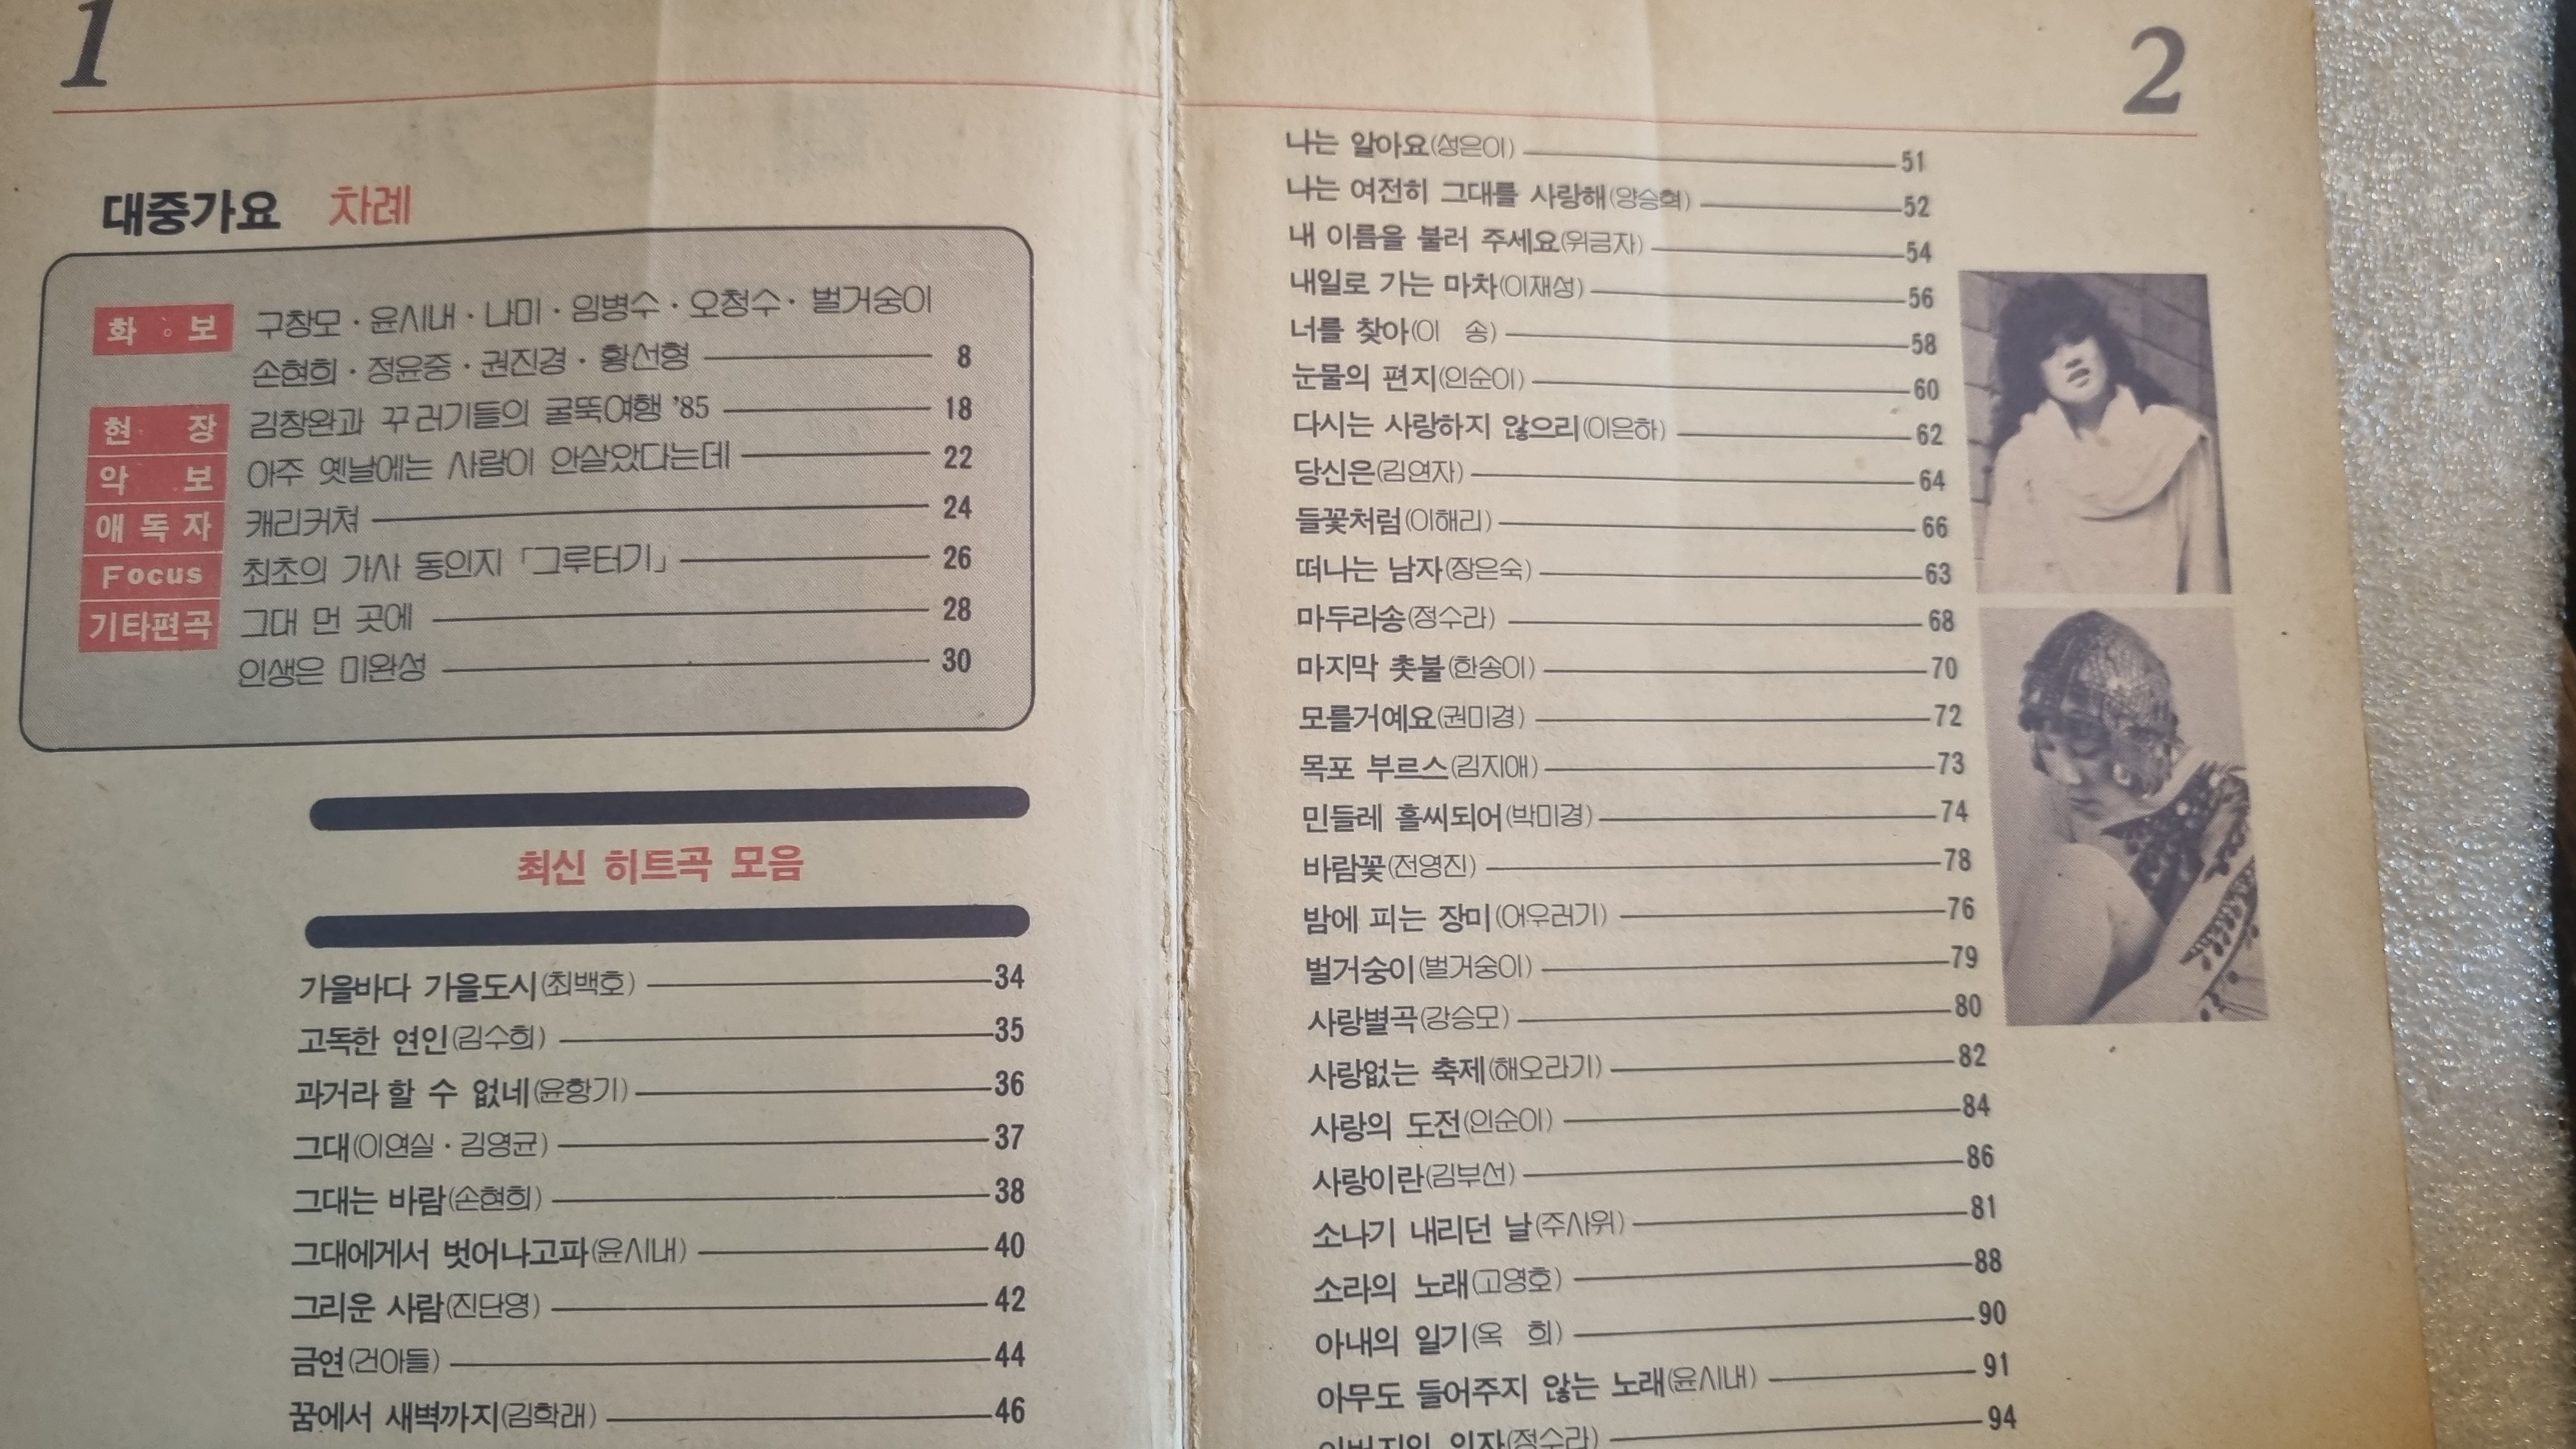 1
대중가요 차례
화 보 구창모·윤시내·나미·임병수·오청수·벌거숭이
손현희·정윤중·권진경·황선형 8
현 장 김창완과 꾸러기들의 굴뚝여행 '85 18
악 보 아주 옛날에는 사람이 안살았다는데 22
애 독 자 캐리커쳐 24
Focus 최초의 가사 동인지 「그루터기」 26
기타편곡 그대 먼 곳에 28
인생은 미완성 30
최신 히트곡 모음
가을바다 가을도시(최백호) 34
고독한 연인(김수희) 35
과거라 할 수 없네(윤항기) 36
그대(이연실·김영균) 37
그대는 바람(손현희) 38
그대에게서 벗어나고파(윤시내) 40
그리운 사람(진단영) 42
금연(건아들) 44
꿈에서 새벽까지(김학래) 46
2
나는 알아요(성은이) 51
나는 여전히 그대를 사랑해(양승혁) 52
내 이름을 불러 주세요(위금자) 54
내일로 가는 마차(이재성) 56
너를 찾아(이 송) 58
눈물의 편지(인순이) 60
다시는 사랑하지 않으리(이은하) 62
당신은(김연자) 64
들꽃처럼(이해리) 66
떠나는 남자(장은숙) 63
마두라송(정수라) 68
마지막 촛불(한송이) 70
모를거예요(권미경) 72
목포 부르스(김지애) 73
민들레 홀씨되어(박미경) 74
바람꽃(전영진) 78
밤에 피는 장미(어우러기) 76
벌거숭이(벌거숭이) 79
사랑별곡(강승모) 80
사랑없는 축제(해오라기) 82
사랑의 도전(인순이) 84
사랑이란(김부선) 86
소나기 내리던 날(주사위) 81
소라의 노래(고영호) 88
아내의 일기(옥 희) 90
아무도 들어주지 않는 노래(윤시내) 91
(정수라) 94